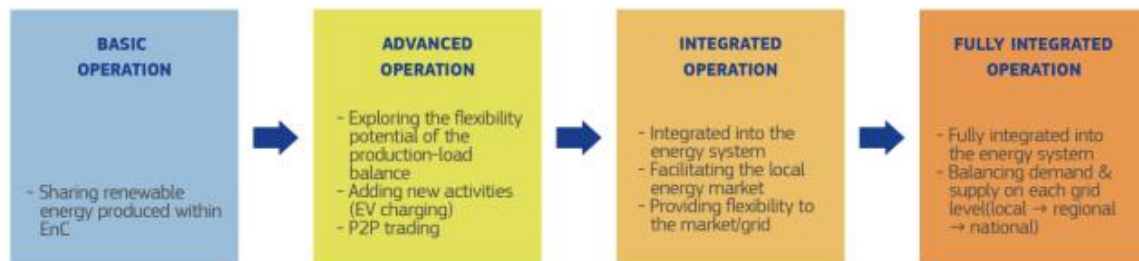 BASIC
OPERATION
- Sharing renewable
energy produced within
EnC
ADVANCED
OPERATION
- Exploring the flexibility
potential of the
production-load
balance
- Adding new activities
(EV charging)
- P2P trading
INTEGRATED
OPERATION
- Integrated into the
energy system
- Facilitating the local
energy market
- Providing flexibility to
the market/grid
FULLY INTEGRATED
OPERATION
- Fully integrated into
the energy system
- Balancing demand &
supply on each grid
level(local → regional
→ national)